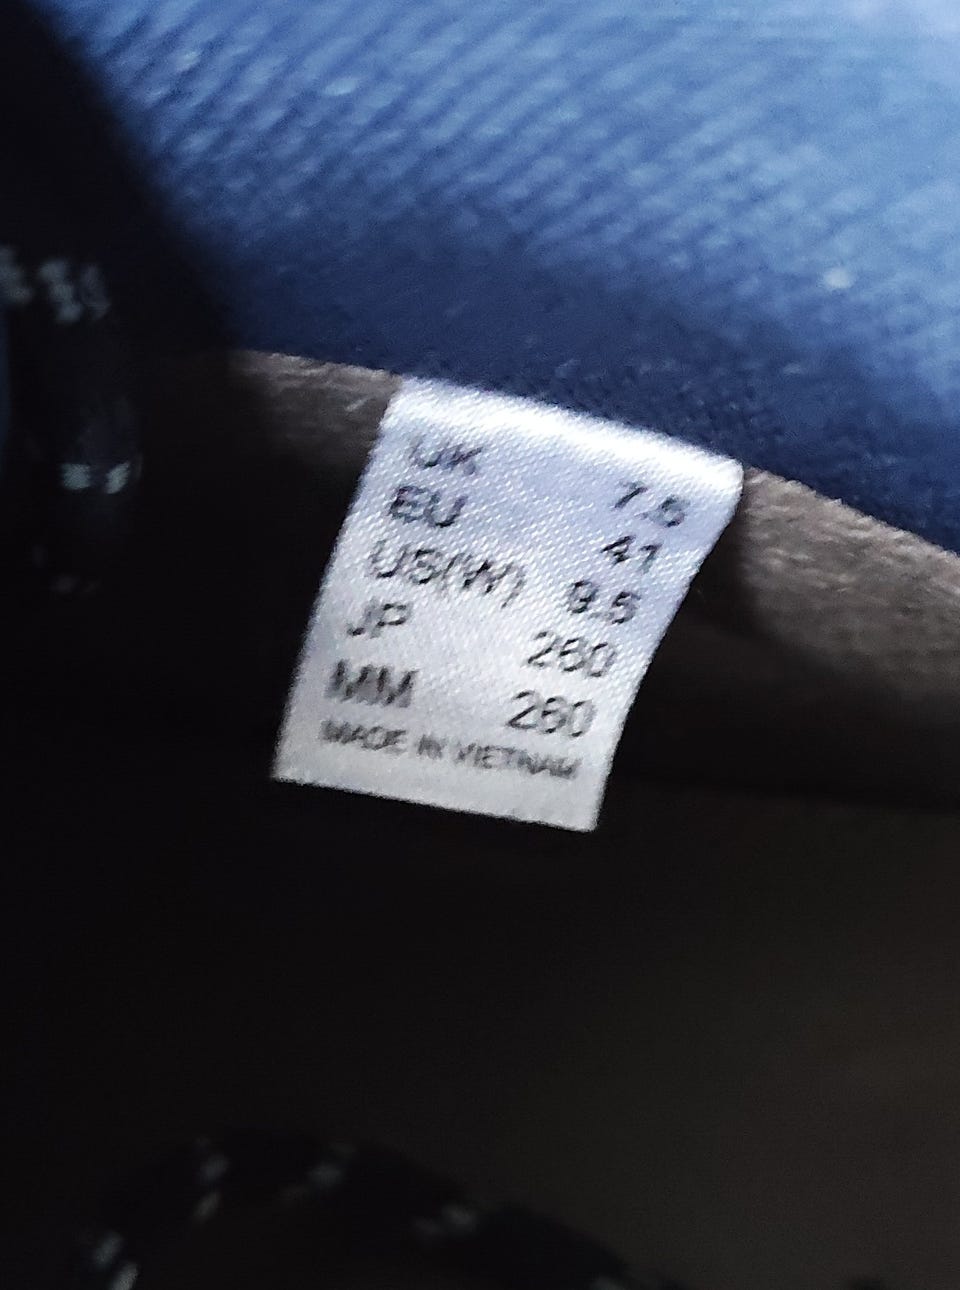 UK 7.5
EU 41
US(W) 9.5
JP 260
MM 260
MADE IN VIETNAM